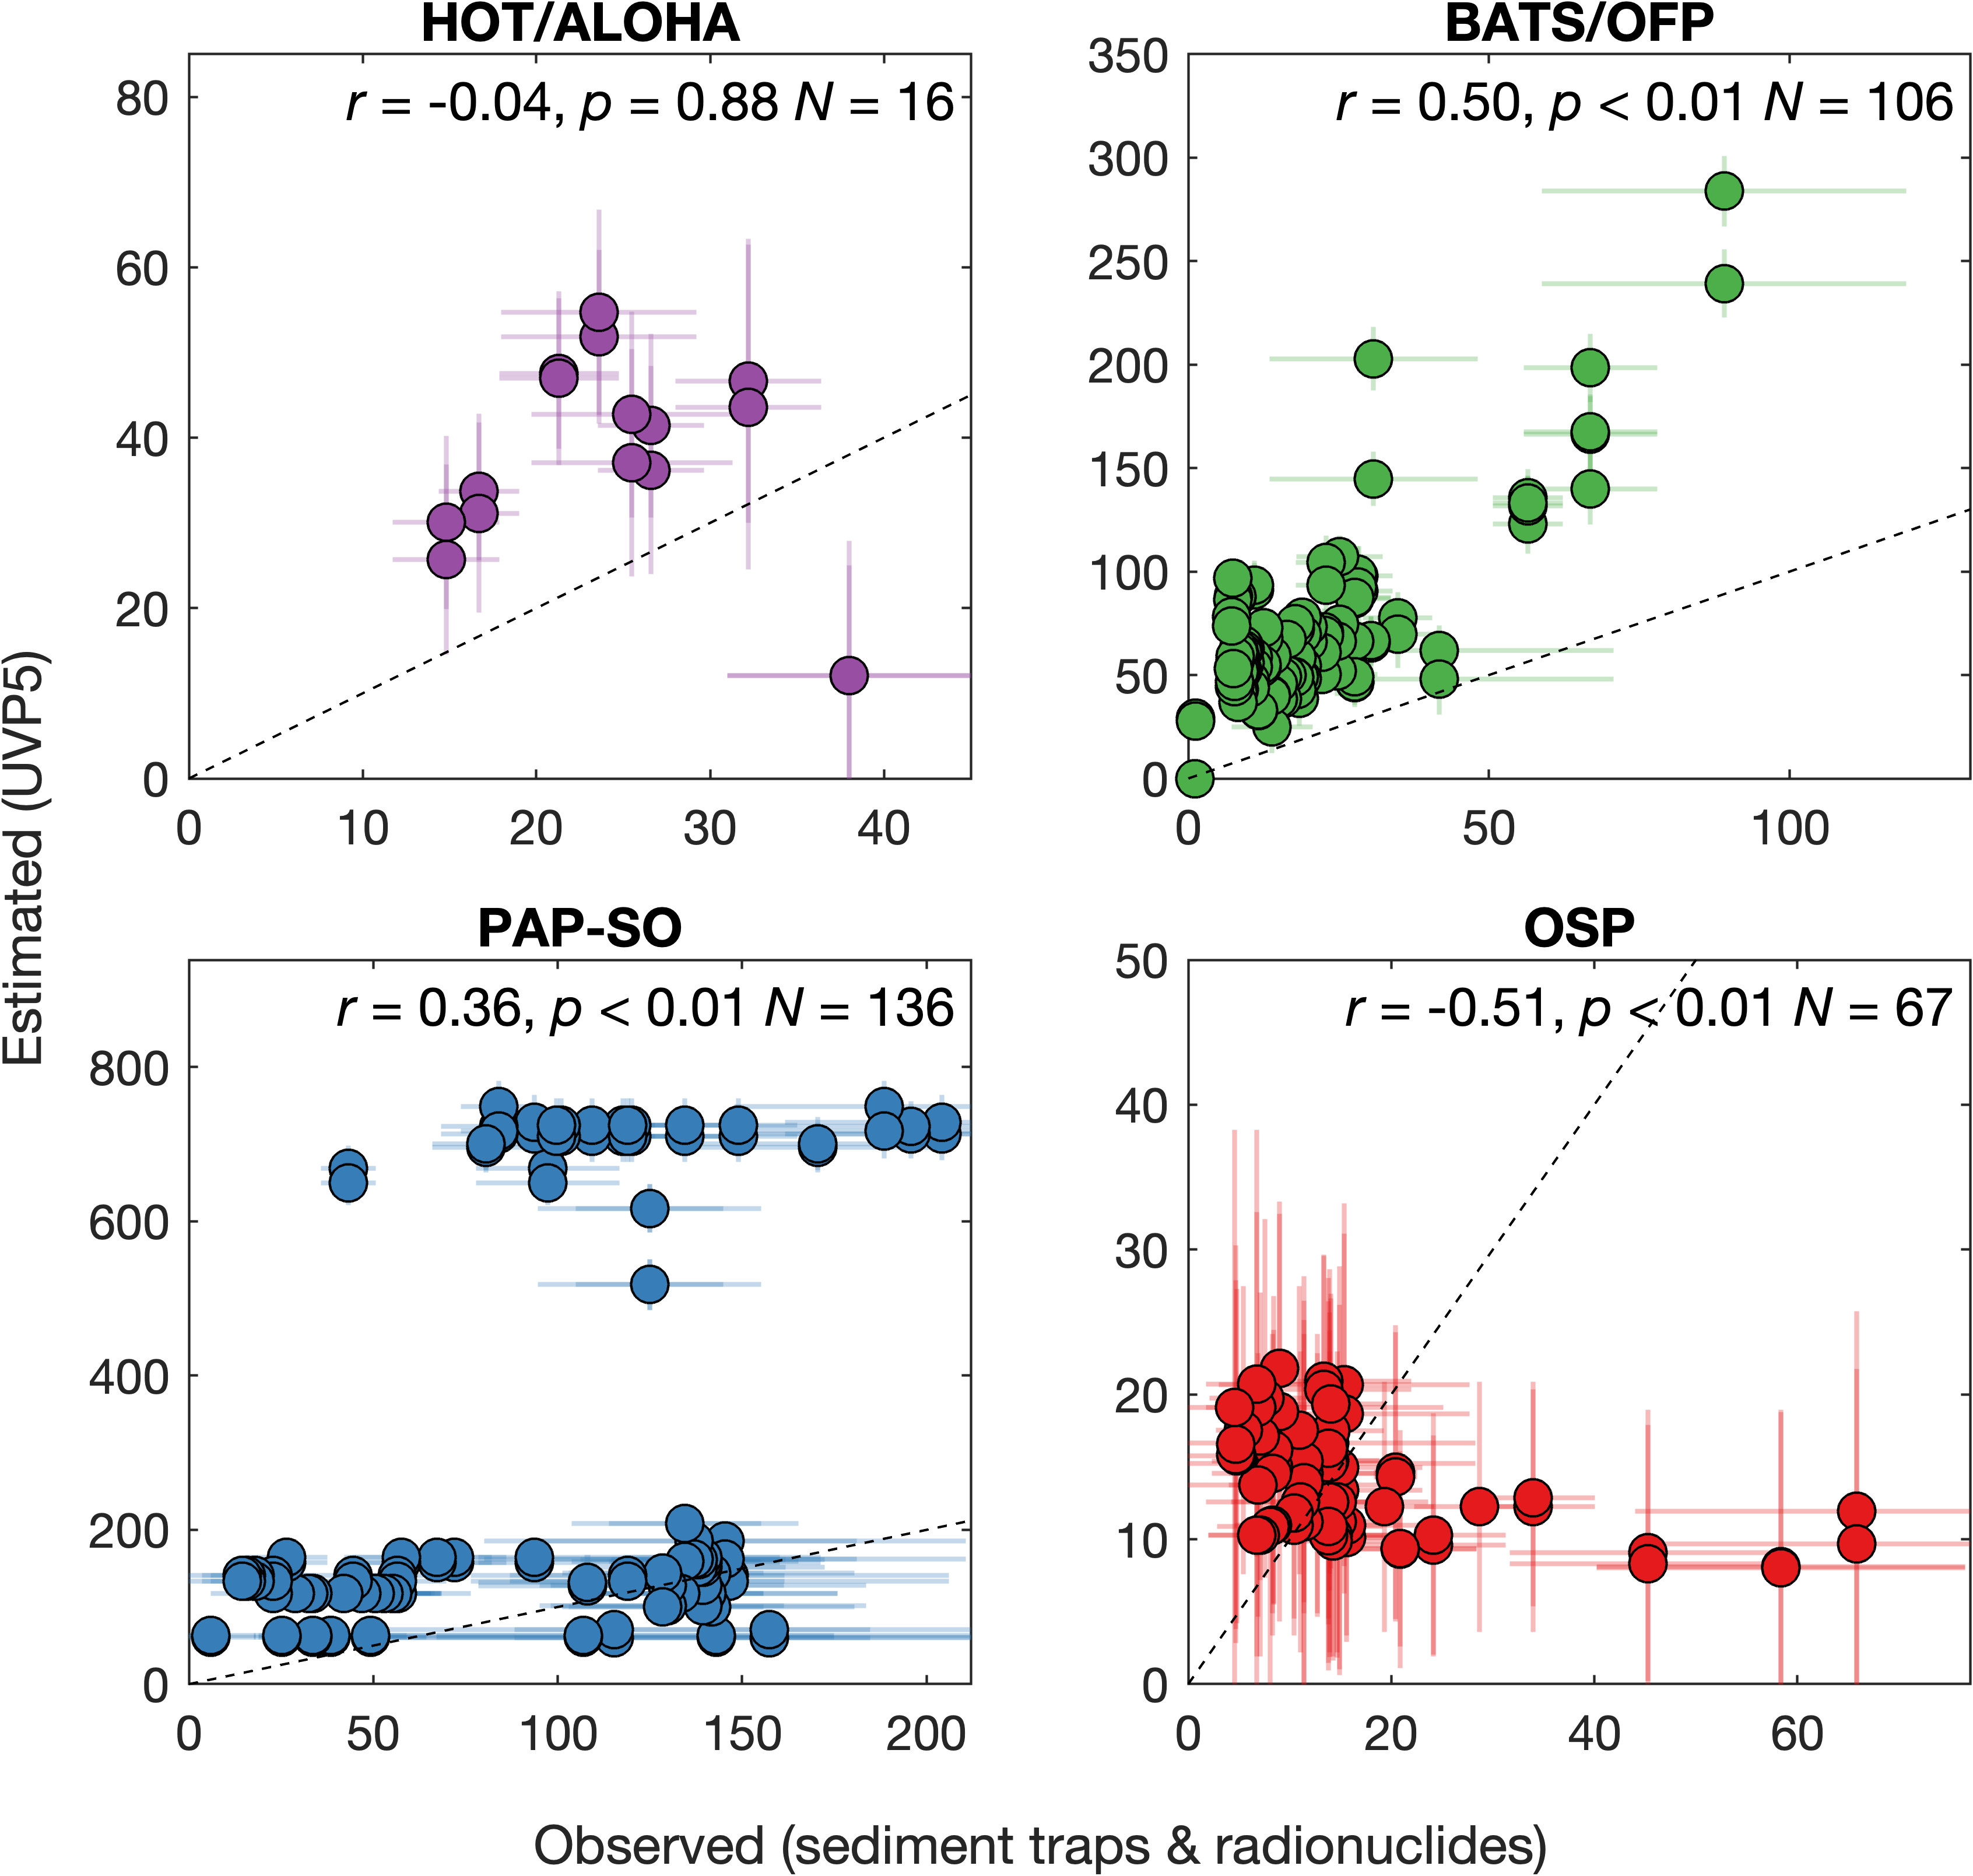 HOT/ALOHA
r = -0.04, p = 0.88 N = 16
80
60
40
20
0
0 10 20 30 40
BATS/OFP
r = 0.50, p < 0.01 N = 106
350
300
250
200
150
100
50
0
0 50 100
Estimated (UVP5)
PAP-SO
r = 0.36, p < 0.01 N = 136
800
600
400
200
0
0 50 100 150 200
OSP
r = -0.51, p < 0.01 N = 67
50
40
30
20
10
0
0 20 40 60
Observed (sediment traps & radionuclides)